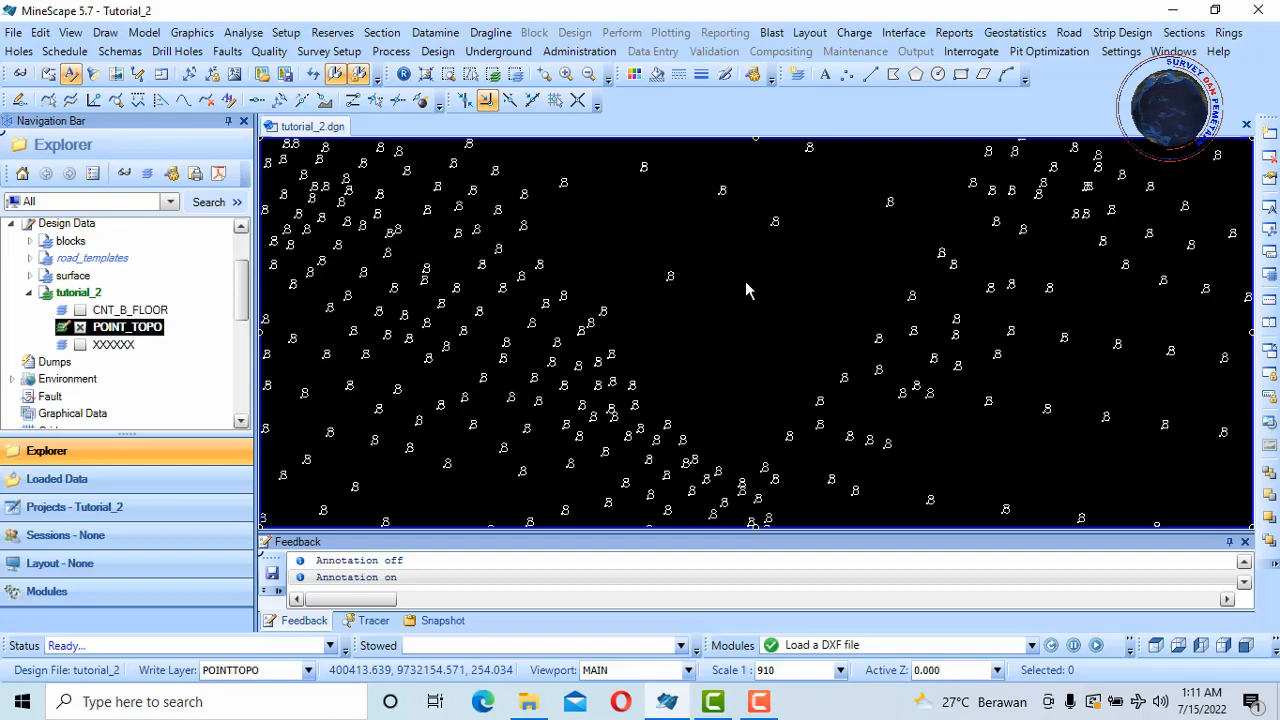 MineScape 5.7 - Tutorial_2
File Edit View Draw Model Graphics Analyse Setup Reserves Section Datamine Dragline Block Design Perform Plotting Reporting Blast Layout Charge Interface Reports Geostatistics Road Strip Design Sections Rings
Holes Schedule Schemas Drill Holes Faults Quality Survey Setup Process Design Underground Administration Data Entry Validation Compositing Maintenance Output Interrogate Pit Optimization Settings Windows Help
SURVEY DAN PEMETAAN
Navigation Bar
tutorial_2.dgn
Explorer
All
Search
Design Data
blocks
road_templates
surface
tutorial_2
CNT_B_FLOOR
POINT_TOPO
XXXXXX
Dumps
Environment
Fault
Graphical Data
Explorer
Loaded Data
Projects - Tutorial_2
Sessions - None
Layout - None
Modules
Feedback
Annotation off
Annotation on
Feedback Tracer Snapshot
Status Ready... Stowed Modules Load a DXF file
Design File: tutorial_2 Write Layer: POINTTOPO 400413.639, 9732154.571, 254.034 Viewport: MAIN Scale 1: 910 Active Z: 0.000 Selected: 0
Type here to search
27°C Berawan
1:11 AM
7/15/2022